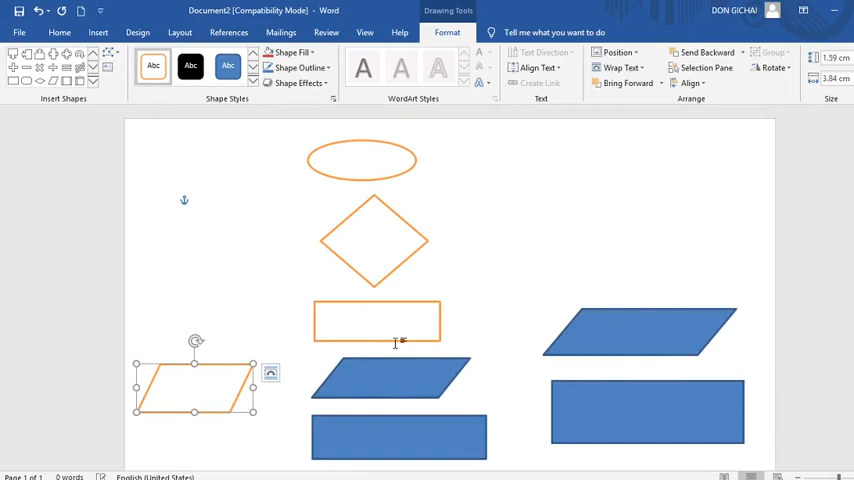 Document2 [Compatibility Mode] - Word
Drawing Tools
DON GICHAI
File Home Insert Design Layout References Mailings Review View Help Format Tell me what you want to do
Abc Abc Abc
Shape Fill
Shape Outline
Shape Effects
A A A
A
A
A
Text Direction
Align Text
Create Link
Position
Wrap Text
Bring Forward
Send Backward
Selection Pane
Align
Group
Rotate
1.59 cm
3.84 cm
Insert Shapes Shape Styles WordArt Styles Text Arrange Size
Page 1 of 1 0 words English (United States)